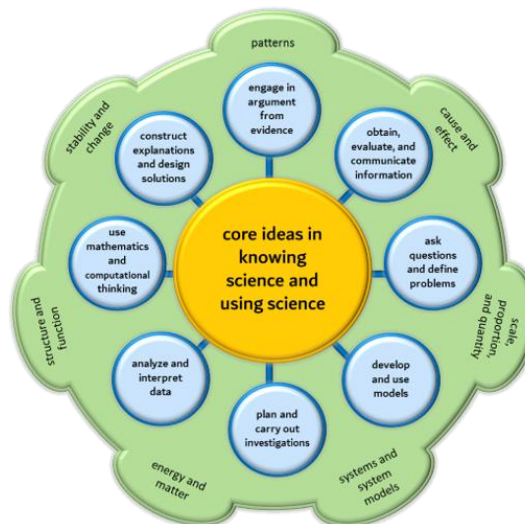 patterns
cause and
effect
scale,
proportion,
and quantity
systems and
system
models
energy and
matter
structure and
function
stability and
change
engage in
argument
from
evidence
obtain,
evaluate, and
communicate
information
ask
questions
and define
problems
develop
and use
models
plan and
carry out
investigations
analyze and
interpret
data
use
mathematics
and
computational
thinking
construct
explanations
and design
solutions
core ideas in
knowing
science and
using science